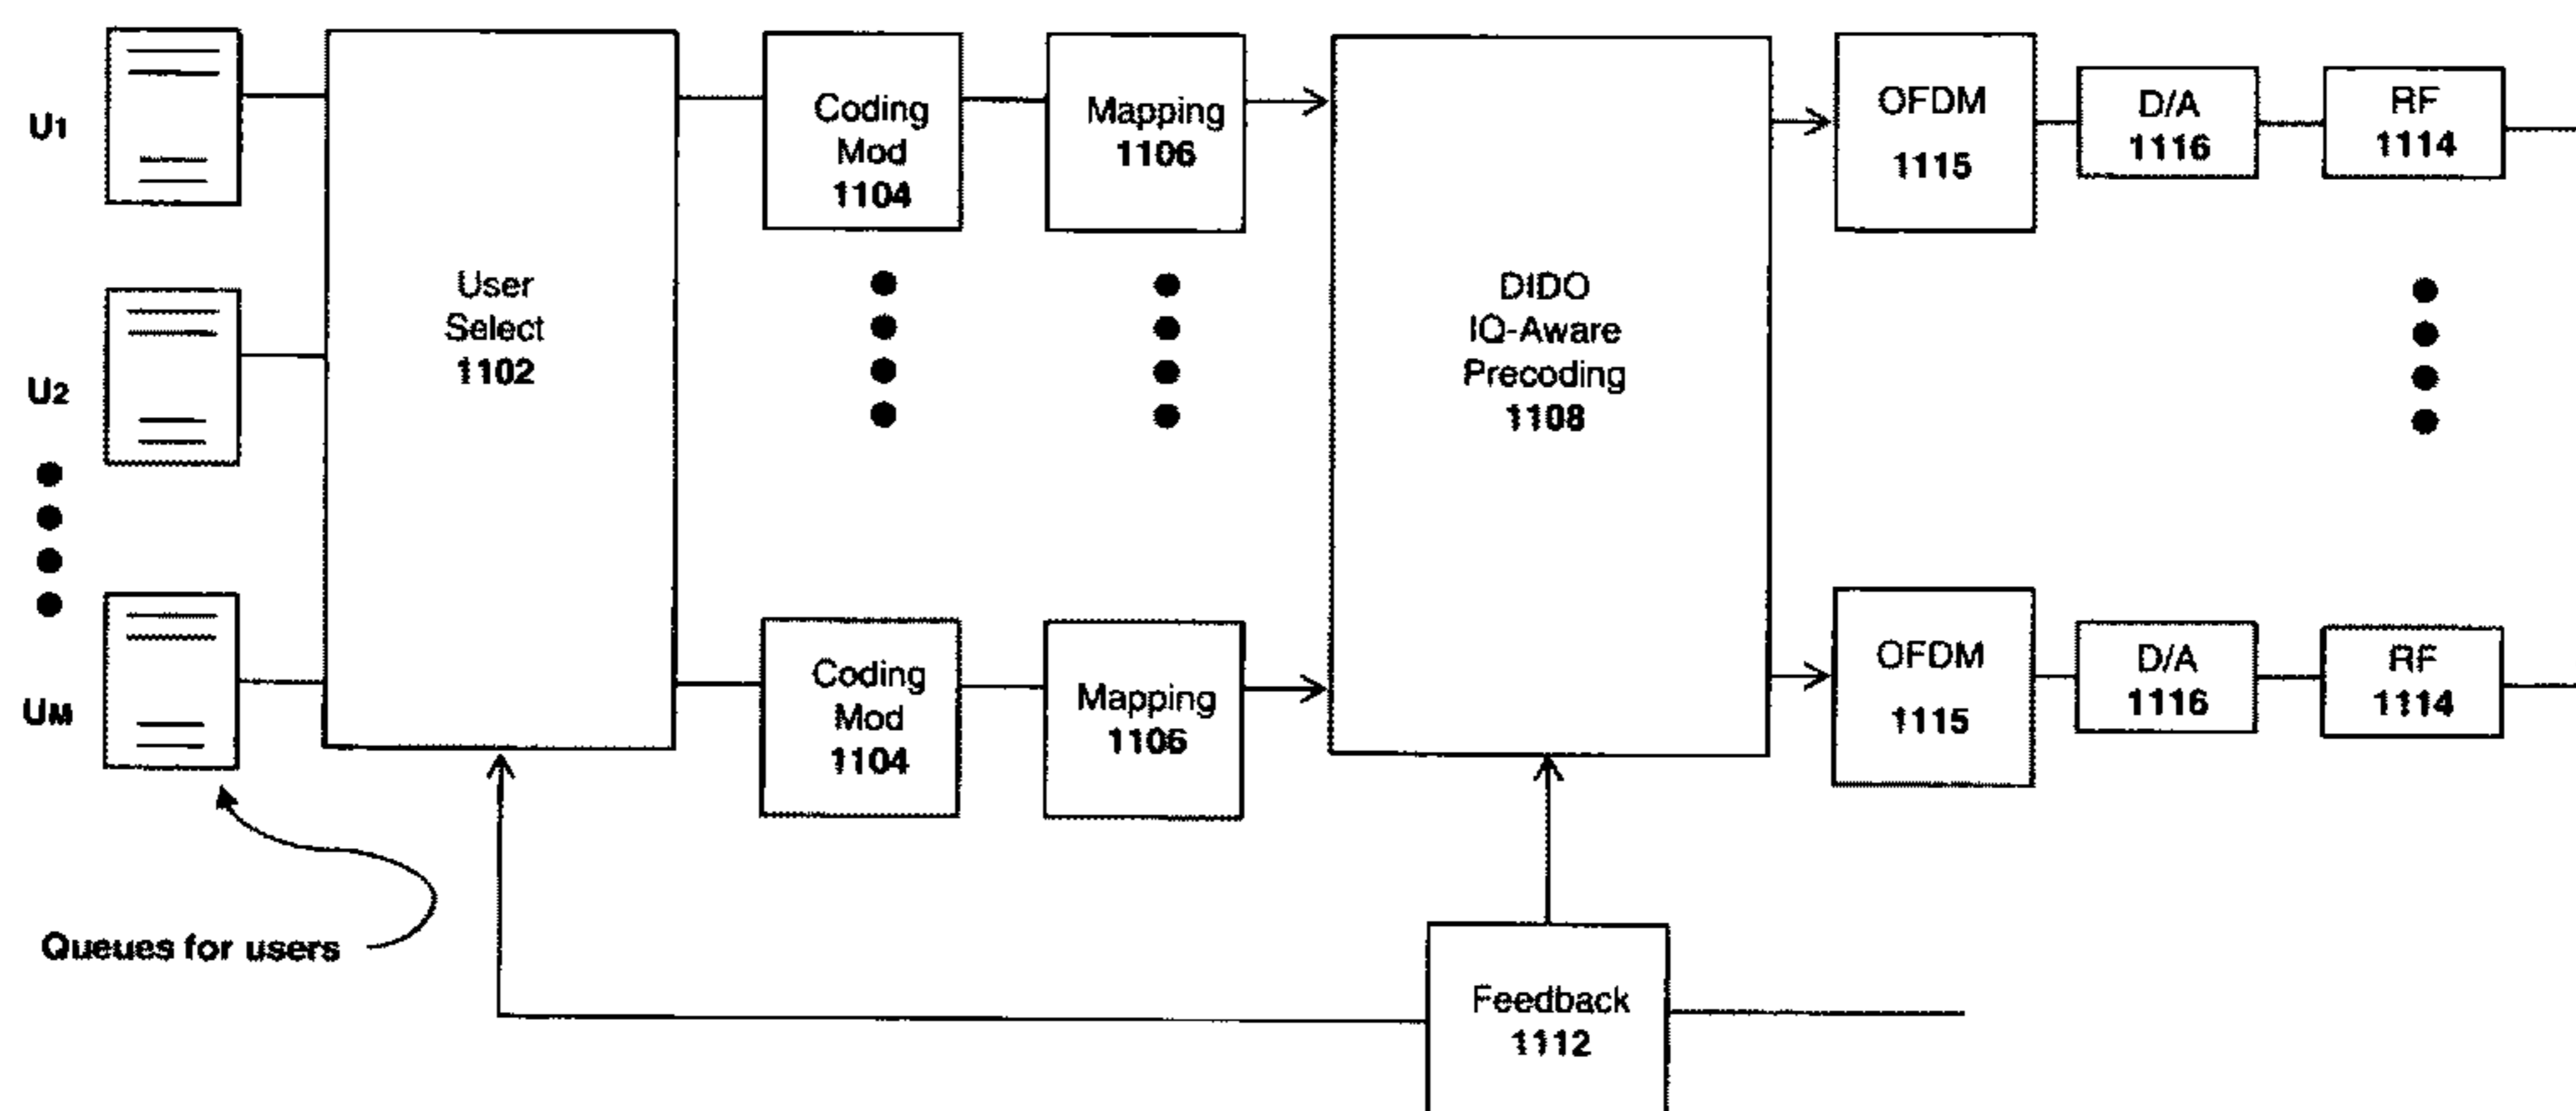 U1
User
Select
1102
Coding
Mod
1104
Mapping
1106
DIDO
IQ-Aware
Precoding
1108
OFDM
1115
D/A
1116
RF
1114
U2
UM
Coding
Mod
1104
Mapping
1106
OFDM
1115
D/A
1116
RF
1114
Queues for users
Feedback
1112